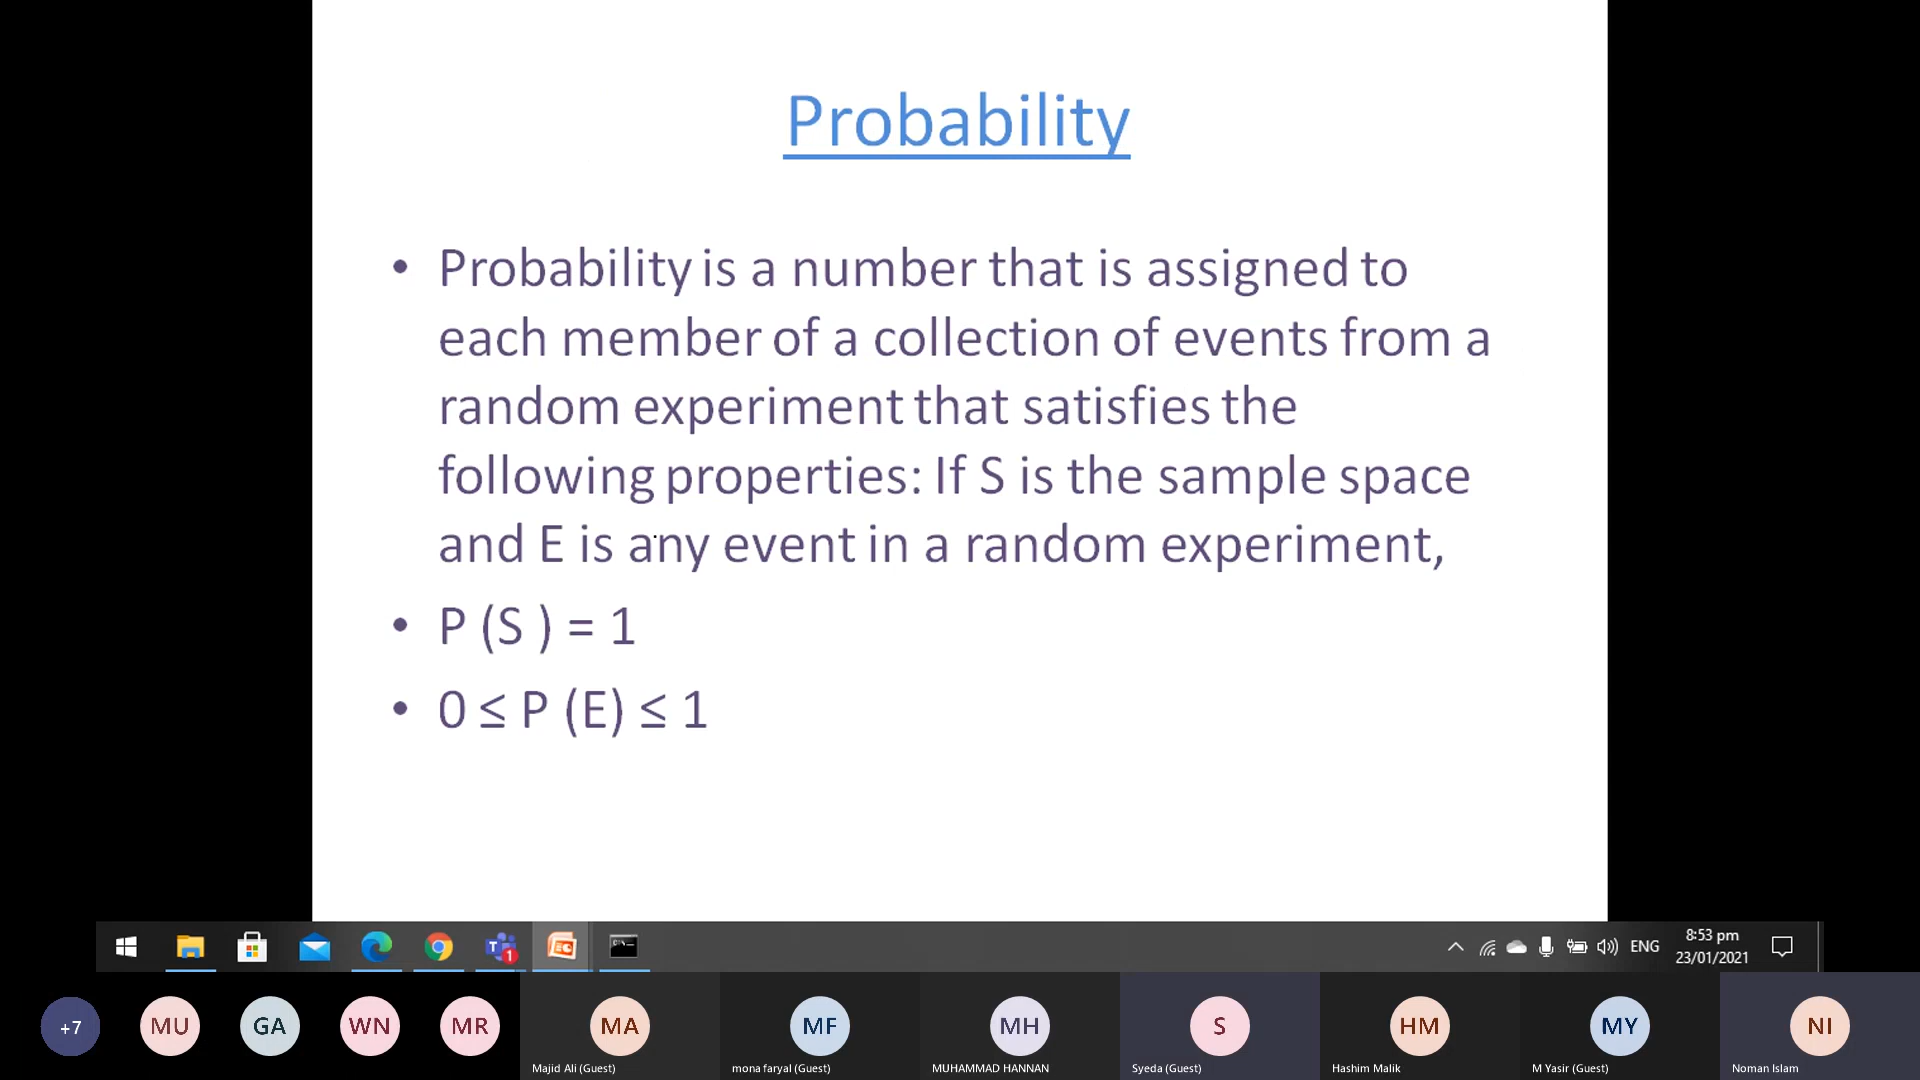 Probability
• Probability is a number that is assigned to
each member of a collection of events from a
random experiment that satisfies the
following properties: If S is the sample space
and E is any event in a random experiment,
• P (S ) = 1
• 0 ≤ P (E) ≤ 1
1
ENG
8:53 pm
23/01/2021
+7
MU
GA
WN
MR
MA
MF
MH
S
HM
MY
NI
Majid Ali (Guest)
mona faryal (Guest)
MUHAMMAD HANNAN
Syeda (Guest)
Hashim Malik
M Yasir (Guest)
Noman Islam